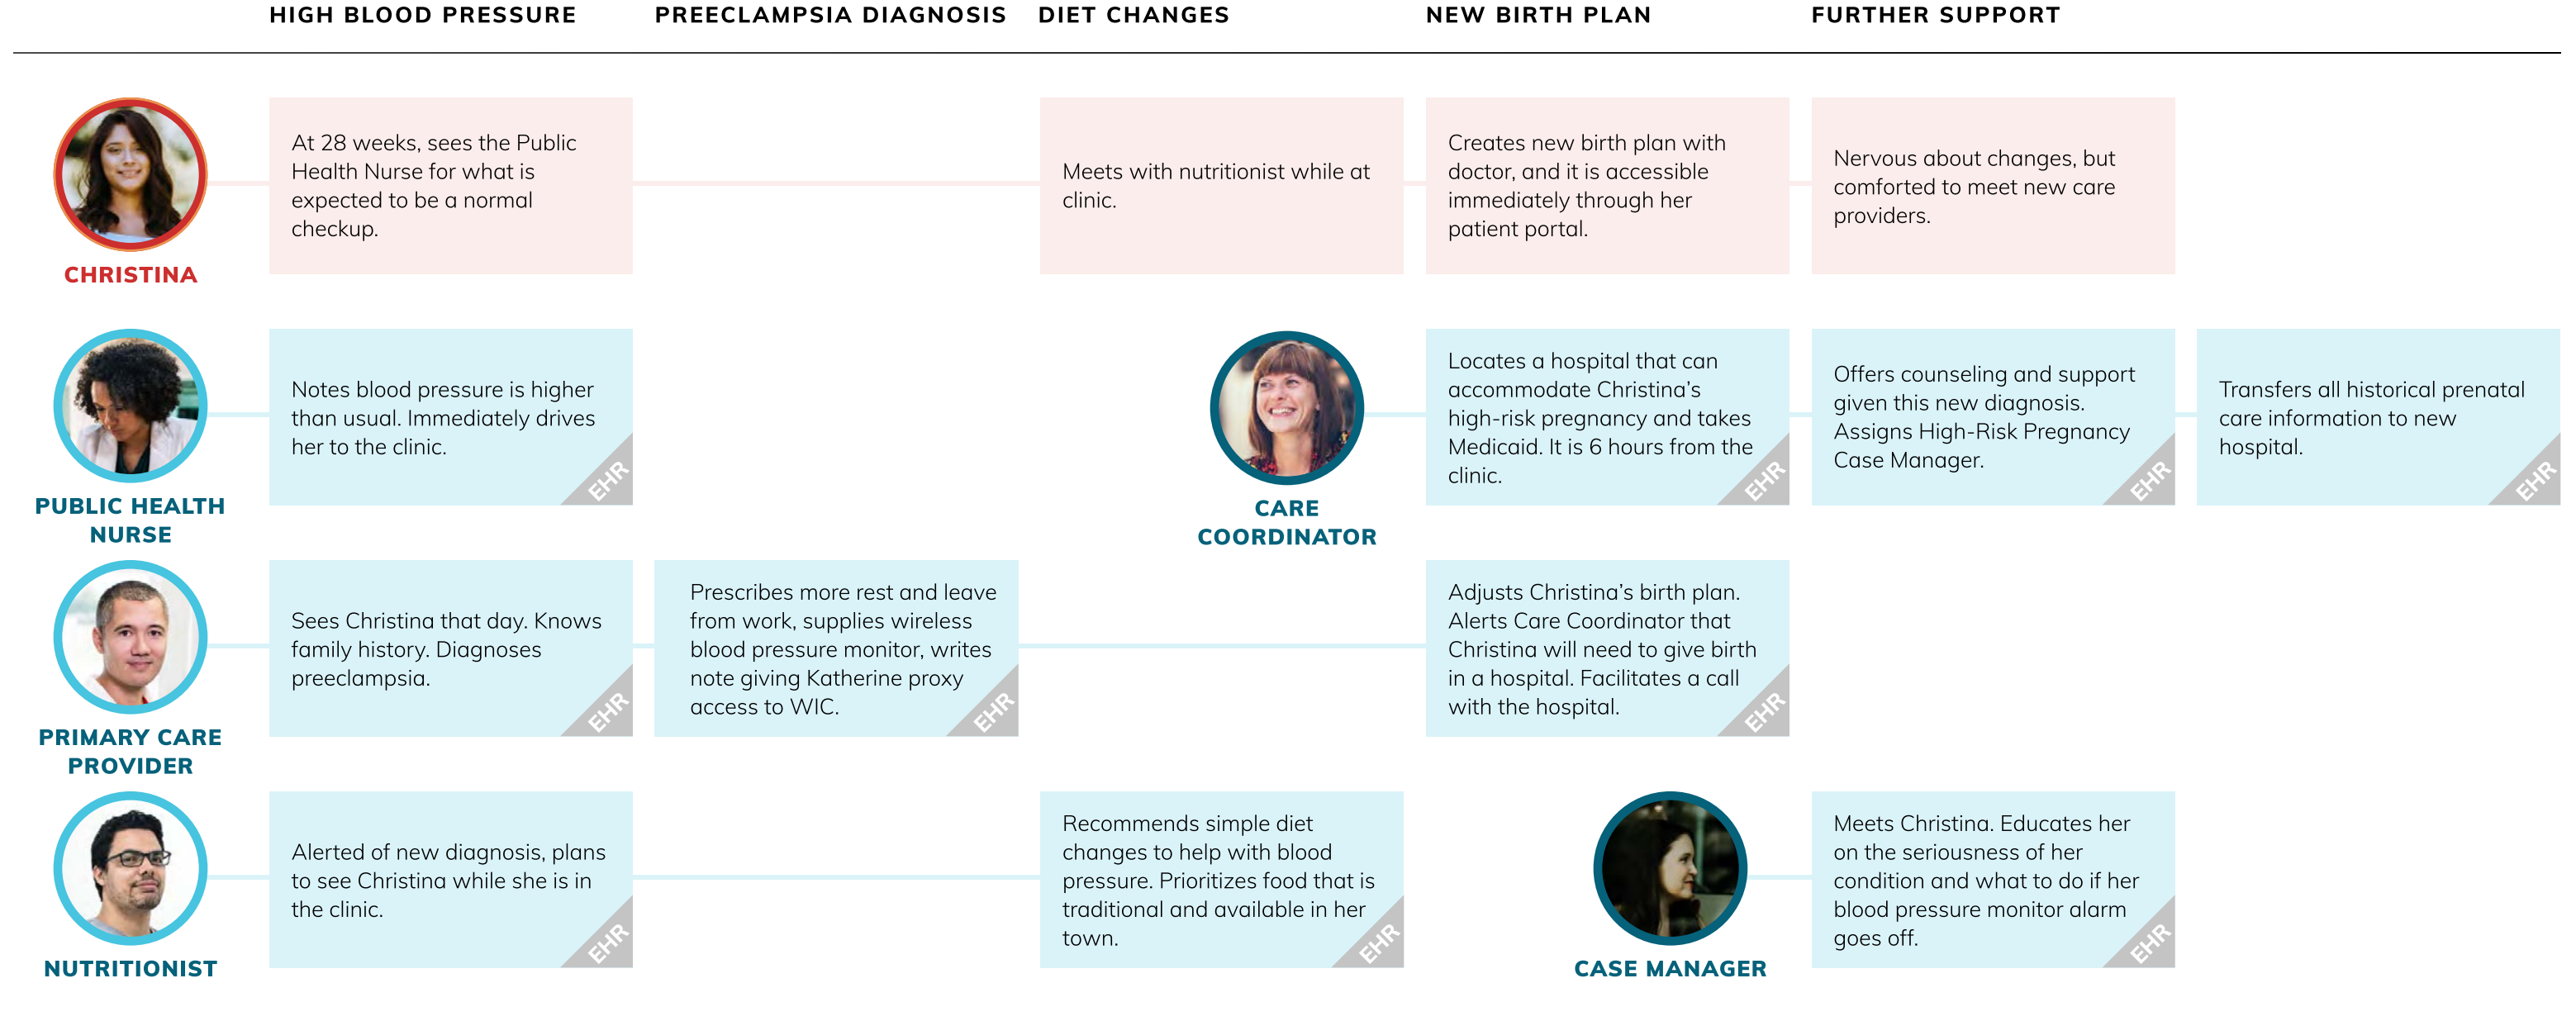 HIGH BLOOD PRESSURE
PREECLAMPSIA DIAGNOSIS
DIET CHANGES
NEW BIRTH PLAN
FURTHER SUPPORT
CHRISTINA
At 28 weeks, sees the Public
Health Nurse for what is
expected to be a normal
checkup.
Meets with nutritionist while at
clinic.
Creates new birth plan with
doctor, and it is accessible
immediately through her
patient portal.
Nervous about changes, but
comforted to meet new care
providers.
PUBLIC HEALTH
NURSE
Notes blood pressure is higher
than usual. Immediately drives
her to the clinic.
EHR
CARE
COORDINATOR
Locates a hospital that can
accommodate Christina’s
high-risk pregnancy and takes
Medicaid. It is 6 hours from the
clinic.
EHR
Offers counseling and support
given this new diagnosis.
Assigns High-Risk Pregnancy
Case Manager.
EHR
Transfers all historical prenatal
care information to new
hospital.
EHR
PRIMARY CARE
PROVIDER
Sees Christina that day. Knows
family history. Diagnoses
preeclampsia.
EHR
Prescribes more rest and leave
from work, supplies wireless
blood pressure monitor, writes
note giving Katherine proxy
access to WIC.
EHR
Adjusts Christina’s birth plan.
Alerts Care Coordinator that
Christina will need to give birth
in a hospital. Facilitates a call
with the hospital.
EHR
NUTRITIONIST
Alerted of new diagnosis, plans
to see Christina while she is in
the clinic.
EHR
Recommends simple diet
changes to help with blood
pressure. Prioritizes food that is
traditional and available in her
town.
EHR
CASE MANAGER
Meets Christina. Educates her
on the seriousness of her
condition and what to do if her
blood pressure monitor alarm
goes off.
EHR